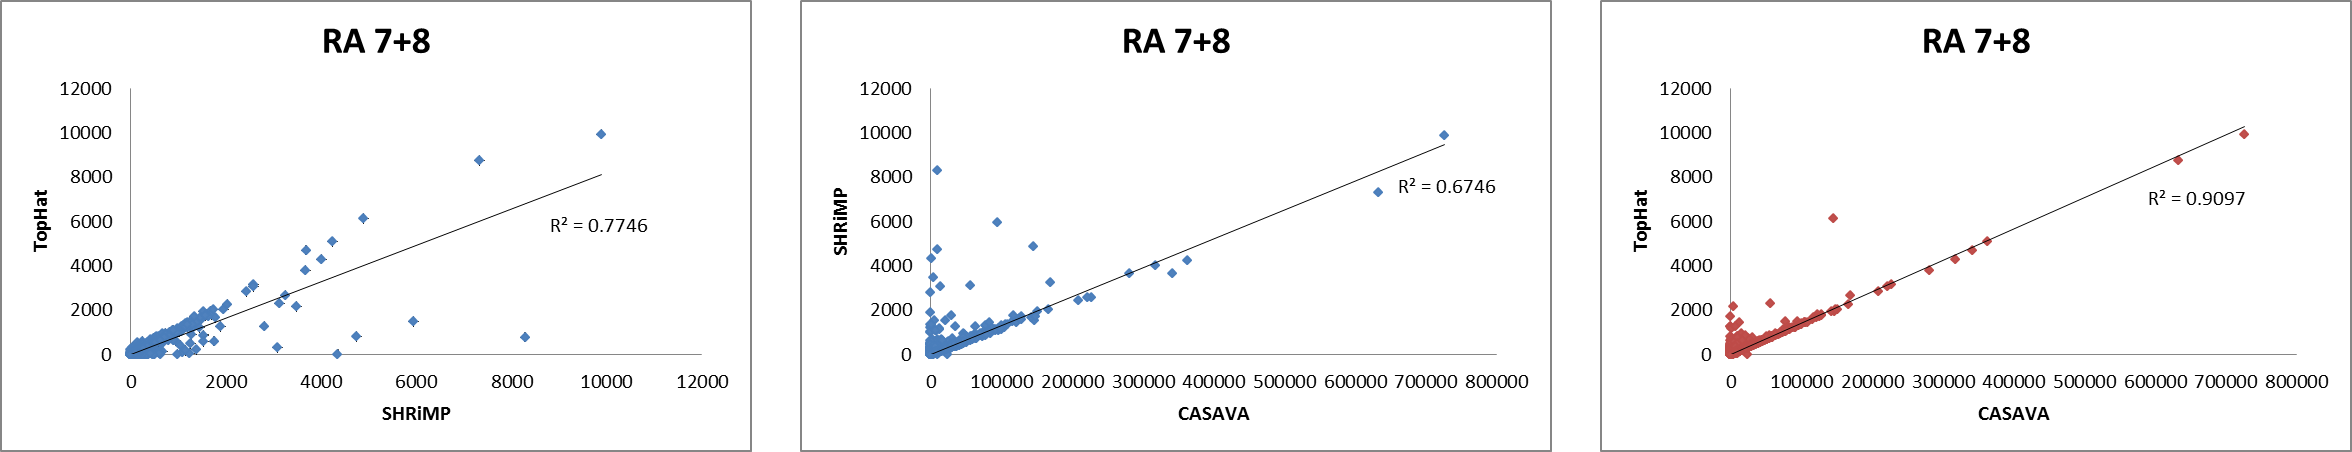 RA 7+8
12000
10000
8000
6000
4000
2000
0
TopHat
R² = 0.7746
0 2000 4000 6000 8000 10000 12000
SHRiMP
RA 7+8
12000
10000
8000
6000
4000
2000
0
SHRiMP
R² = 0.6746
0 100000 200000 300000 400000 500000 600000 700000 800000
CASAVA
RA 7+8
12000
10000
8000
6000
4000
2000
0
TopHat
R² = 0.9097
0 100000 200000 300000 400000 500000 600000 700000 800000
CASAVA